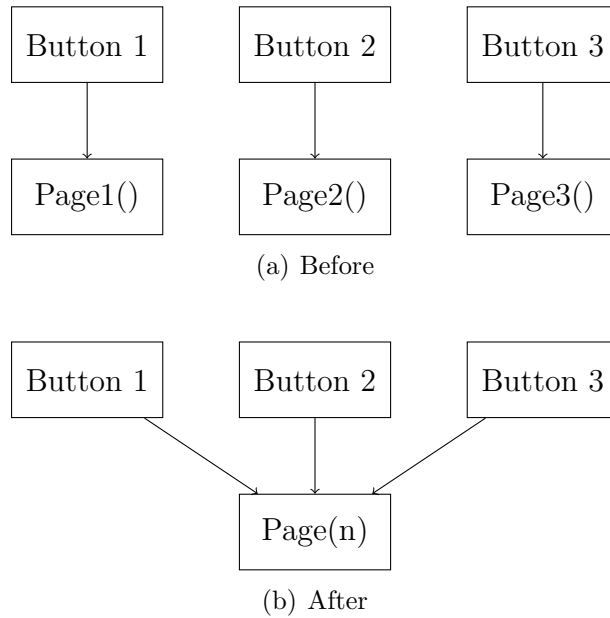 Button 1 Button 2 Button 3
Page1() Page2() Page3()
(a) Before
Button 1 Button 2 Button 3
Page(n)
(b) After